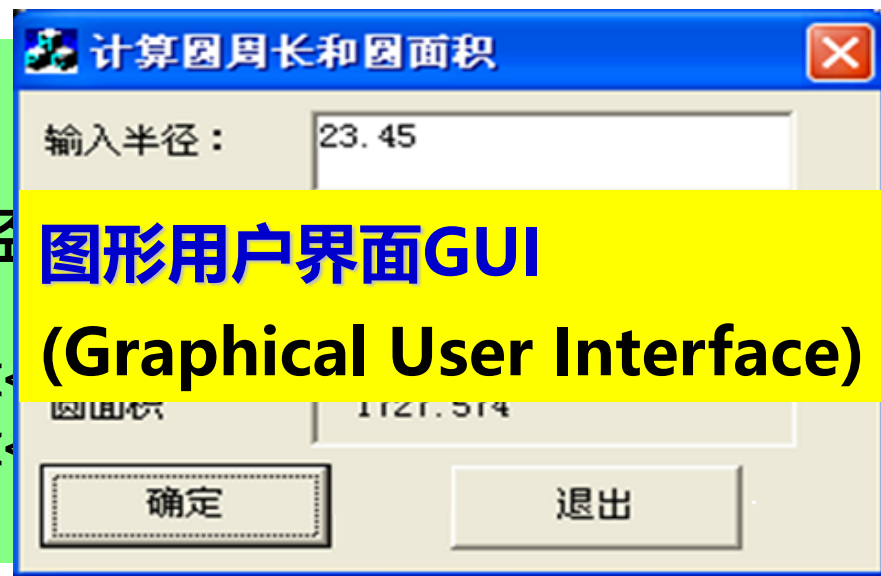 计算圆周长和圆面积
输入半径：
23.45
图形用户界面GUI
(Graphical User Interface)
圆面积
1727.574
确定
退出